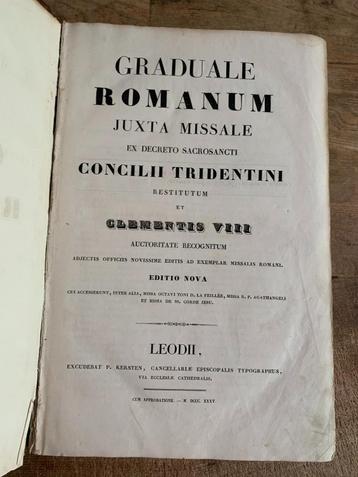 GRADUALE
ROMANUM
JUXTA MISSALE
EX DECRETO SACROSANCTI
CONCILII TRIDENTINI
RESTITUTUM
ET
CLEMENTIS VIII
AUCTORITATE RECOGNITUM
ADJECTIS OFFICIIS NOVISSIME EDITIS AD EXEMPLAR MISSALIS ROMANI.
EDITIO NOVA
CUI ACCESSERUNT, INTER ALIA, MISSA OCTAVI TONI D. LA FEILLÉE, MISSA R. P. AGATHANGELI
ET MISSA DE SS. CORDE JESU.
LEODII,
EXCUDEBAT P. KERSTEN, CANCELLARIÆ EPISCOPALIS TYPOGRAPHUS,
VIA ECCLESIÆ CATHEDRALIS.
CUM APPROBATIONE. — M. DCCC. XXXV.